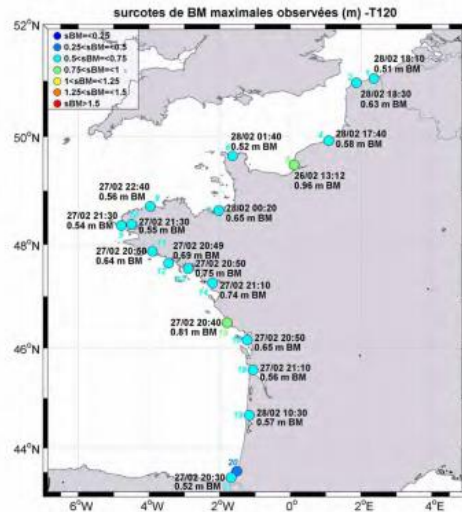 surcotes de BM maximales observées (m) -T120
sBM=<0.25
0.25<sBM=<0.5
0.5<sBM=<0.75
0.75<sBM=<1
1<sBM=<1.25
1.25<sBM=<1.5
sBM>1.5
52°N
50°N
48°N
46°N
44°N
28/02 18:10
0.51 m BM
28/02 18:30
0.63 m BM
28/02 17:40
0.58 m BM
28/02 01:40
0.52 m BM
26/02 13:12
0.96 m BM
27/02 22:40
0.56 m BM
28/02 00:20
0.65 m BM
27/02 21:30
0.54 m BM
27/02 21:30
0.55 m BM
27/02 20:50
0.64 m BM
27/02 20:49
0.69 m BM
27/02 20:50
0.75 m BM
27/02 21:10
0.74 m BM
27/02 20:40
0.81 m BM
27/02 20:50
0.65 m BM
27/02 21:10
0.56 m BM
28/02 10:30
0.57 m BM
20
27/02 20:30
0.52 m BM
6°W
4°W
2°W
0°
2°E
4°E